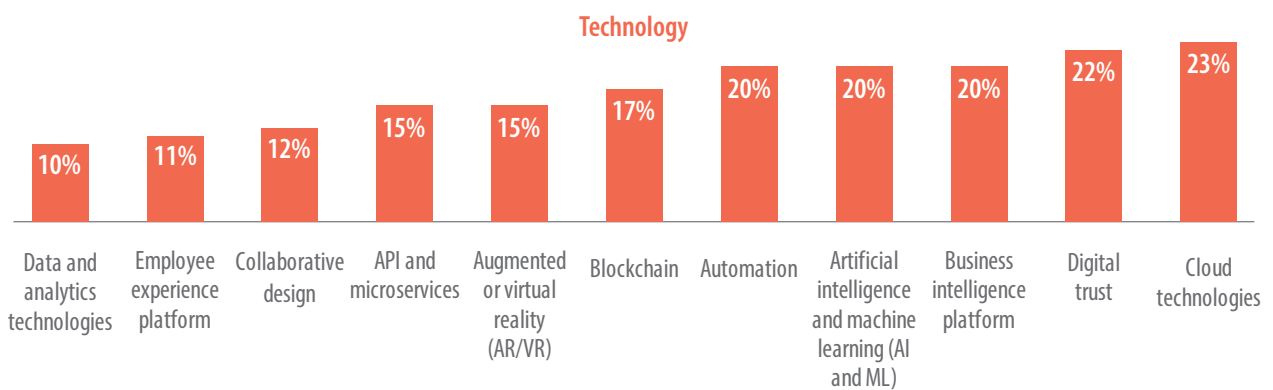 Technology
10%
11%
12%
15%
15%
17%
20%
20%
20%
22%
23%
Data and
analytics
technologies
Employee
experience
platform
Collaborative
design
API and
microservices
Augmented
or virtual
reality
(AR/VR)
Blockchain
Automation
Artificial
intelligence
and machine
learning (AI
and ML)
Business
intelligence
platform
Digital
trust
Cloud
technologies